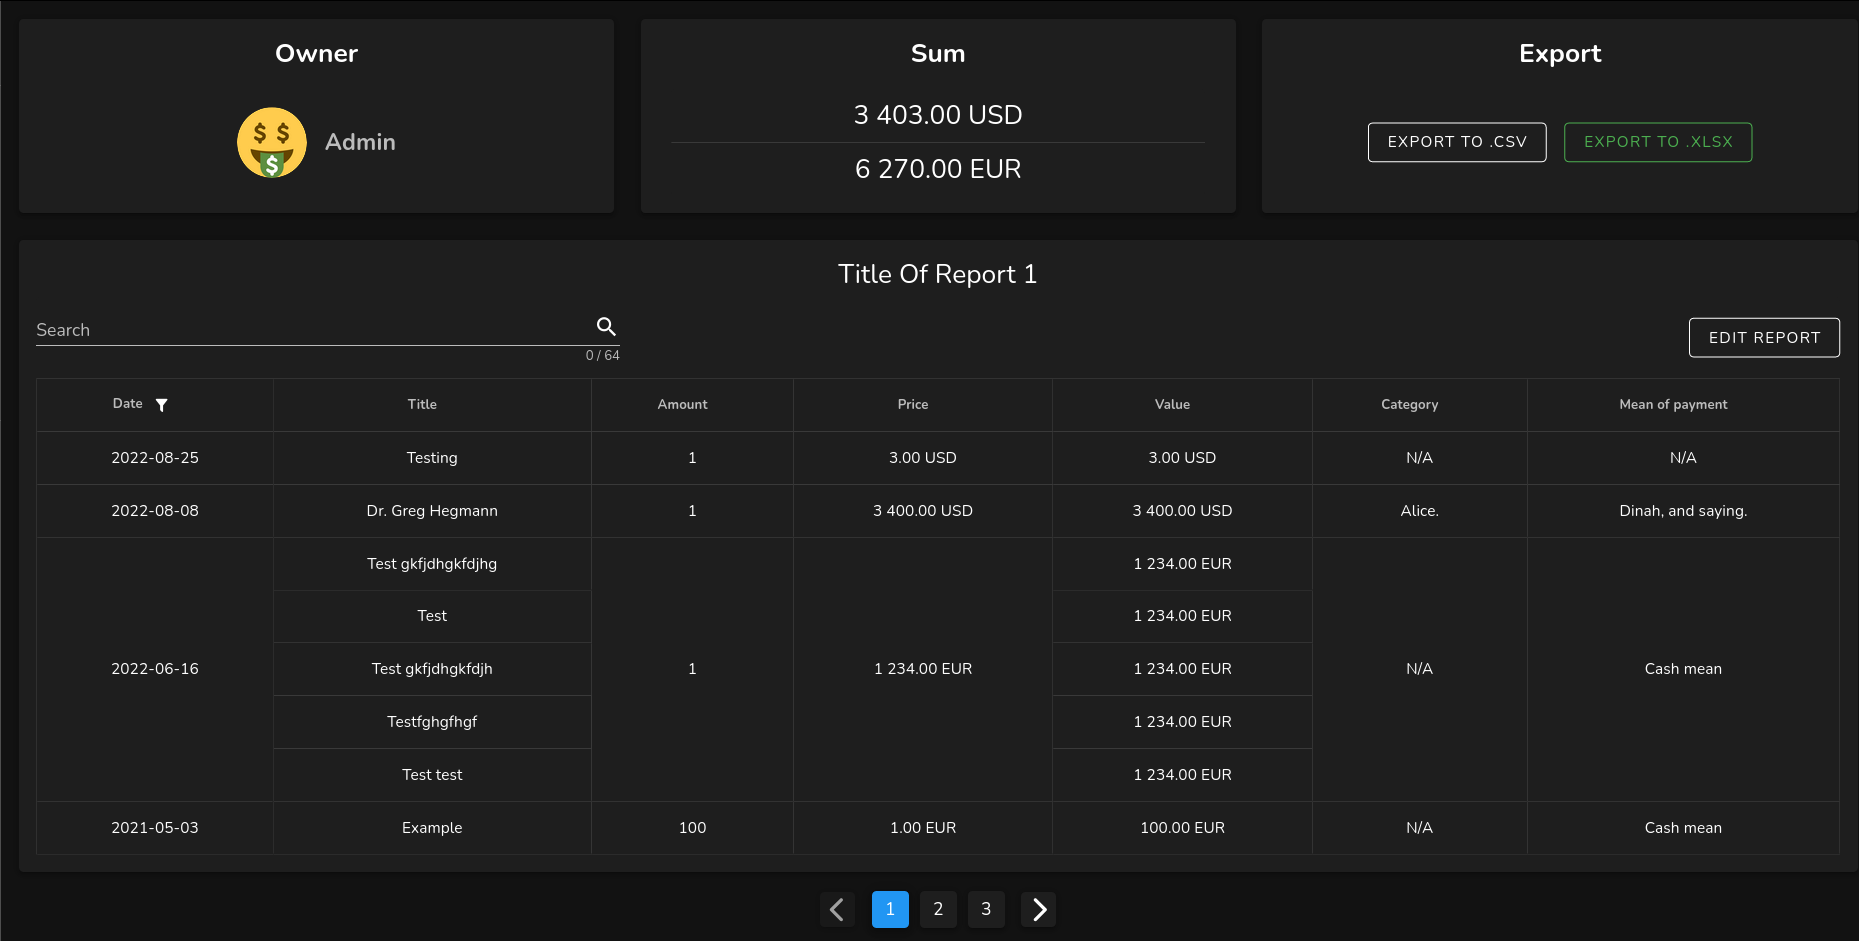 Owner
Sum
Export
Admin
3 403.00 USD
6 270.00 EUR
EXPORT TO .CSV
EXPORT TO .XLSX
Title Of Report 1
Search
0 / 64
EDIT REPORT
Date Title Amount Price Value Category Mean of payment
2022-08-25 Testing 1 3.00 USD 3.00 USD N/A N/A
2022-08-08 Dr. Greg Hegmann 1 3 400.00 USD 3 400.00 USD Alice. Dinah, and saying.
Test gkfjdhgkfdjhg 1 234.00 EUR
Test 1 234.00 EUR
2022-06-16 Test gkfjdhgkfdjh 1 1 234.00 EUR 1 234.00 EUR N/A Cash mean
Testfghgfhgf 1 234.00 EUR
Test test 1 234.00 EUR
2021-05-03 Example 100 1.00 EUR 100.00 EUR N/A Cash mean
1 2 3